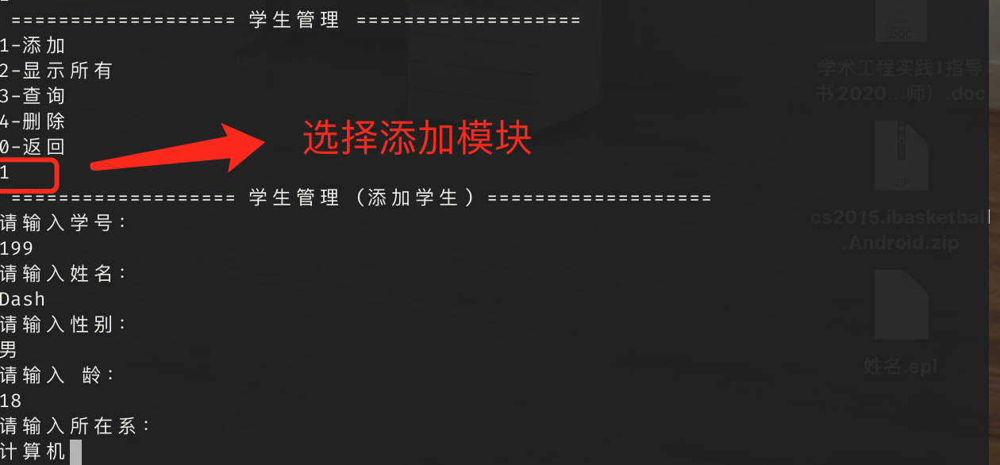 =================== 学生管理 ===================
1-添加
2-显示所有
3-查询
4-删除
0-返回
选择添加模块
1
=================== 学生管理（添加学生）===================
请输入学号：
199
请输入姓名：
Dash
请输入性别：
男
请输入 龄：
18
请输入所在系：
计算机
DOC
学术工程实践I指导
书2020...师）.doc
ZIP
cs2015.ibasketball
.Android.zip
姓名.epl